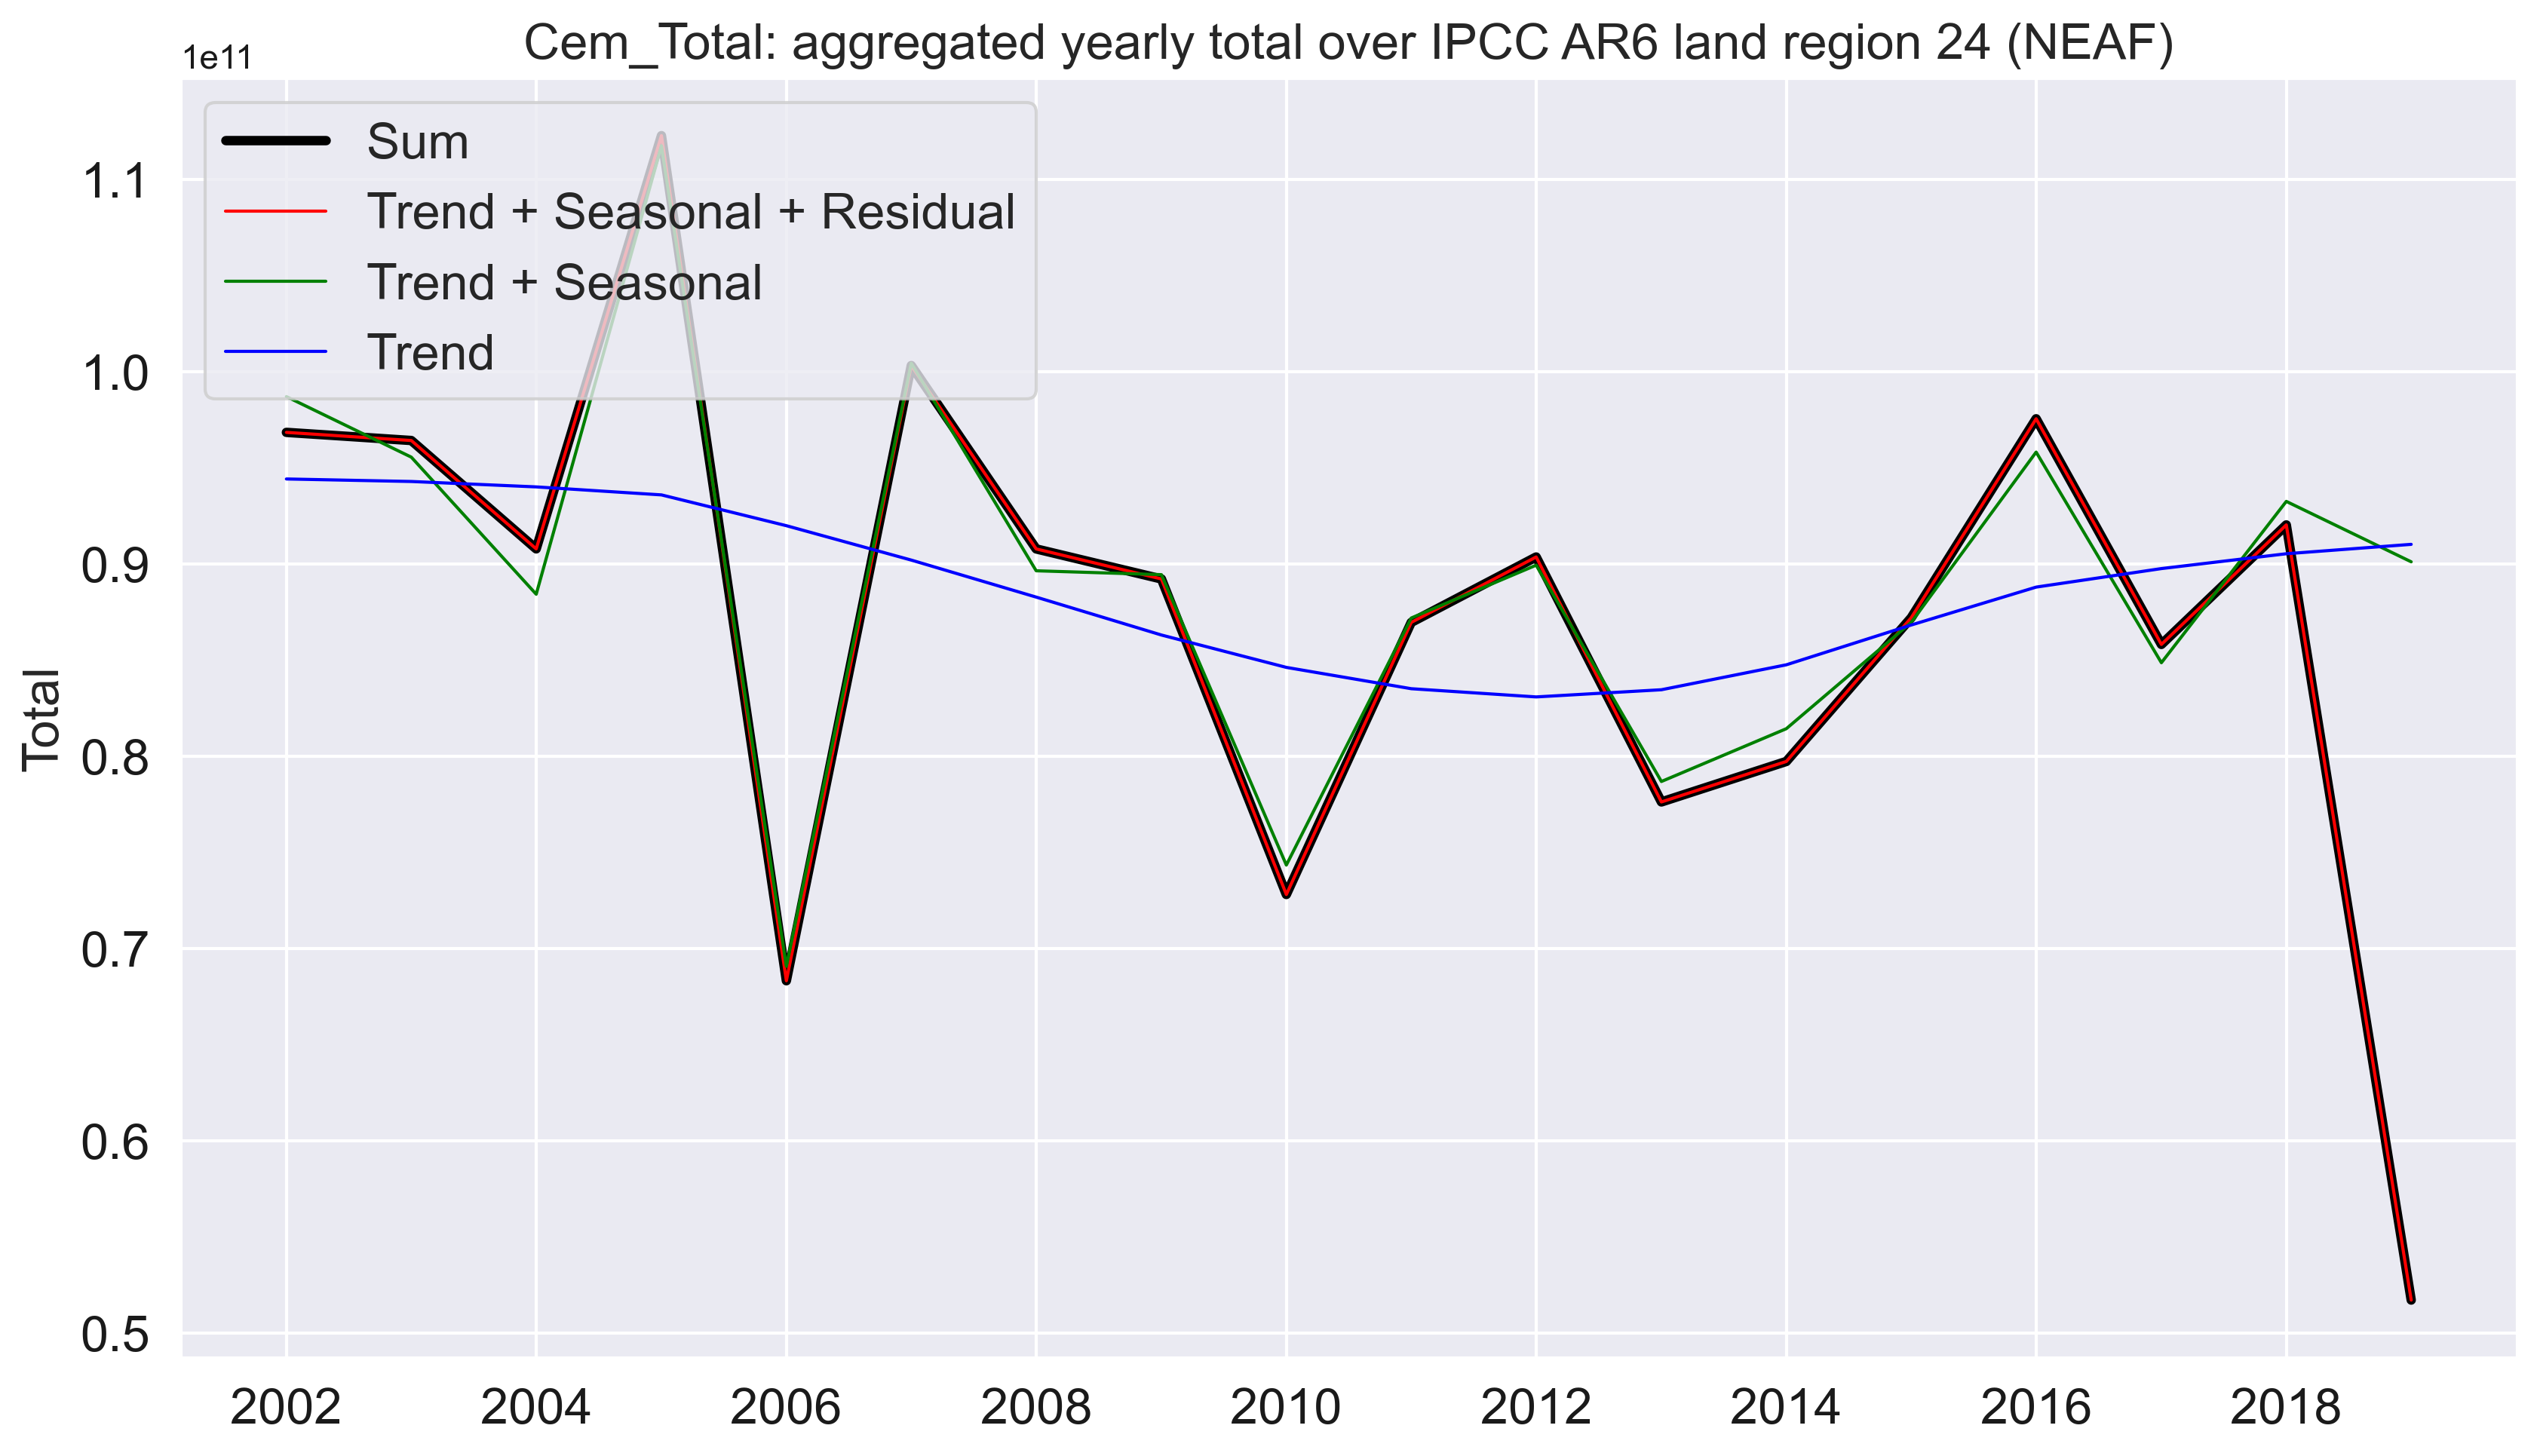 Cem_Total: aggregated yearly total over IPCC AR6 land region 24 (NEAF)
1e11
Sum
Trend + Seasonal + Residual
Trend + Seasonal
Trend
1.1
1.0
0.9
0.8
0.7
0.6
0.5
Total
2002 2004 2006 2008 2010 2012 2014 2016 2018